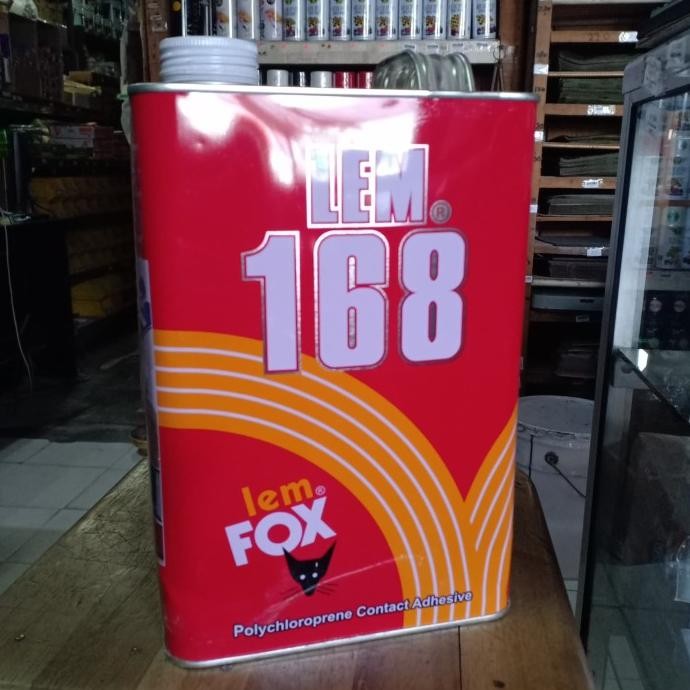 LEM®
168
lem®
FOX
Polychloroprene Contact Adhesive